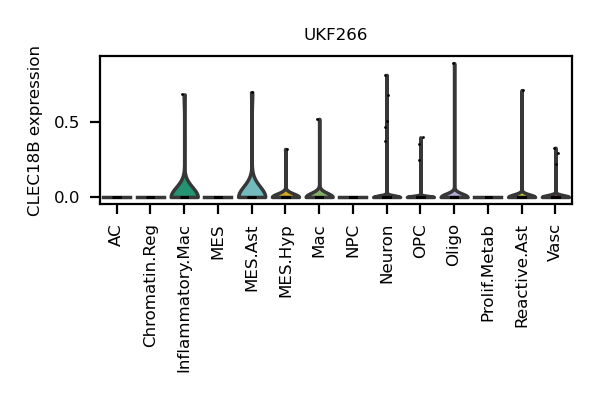 UKF266
CLEC18B expression
0.5
0.0
AC
Chromatin.Reg
Inflammatory.Mac
MES
MES.Ast
MES.Hyp
Mac
NPC
Neuron
OPC
Oligo
Prolif.Metab
Reactive.Ast
Vasc